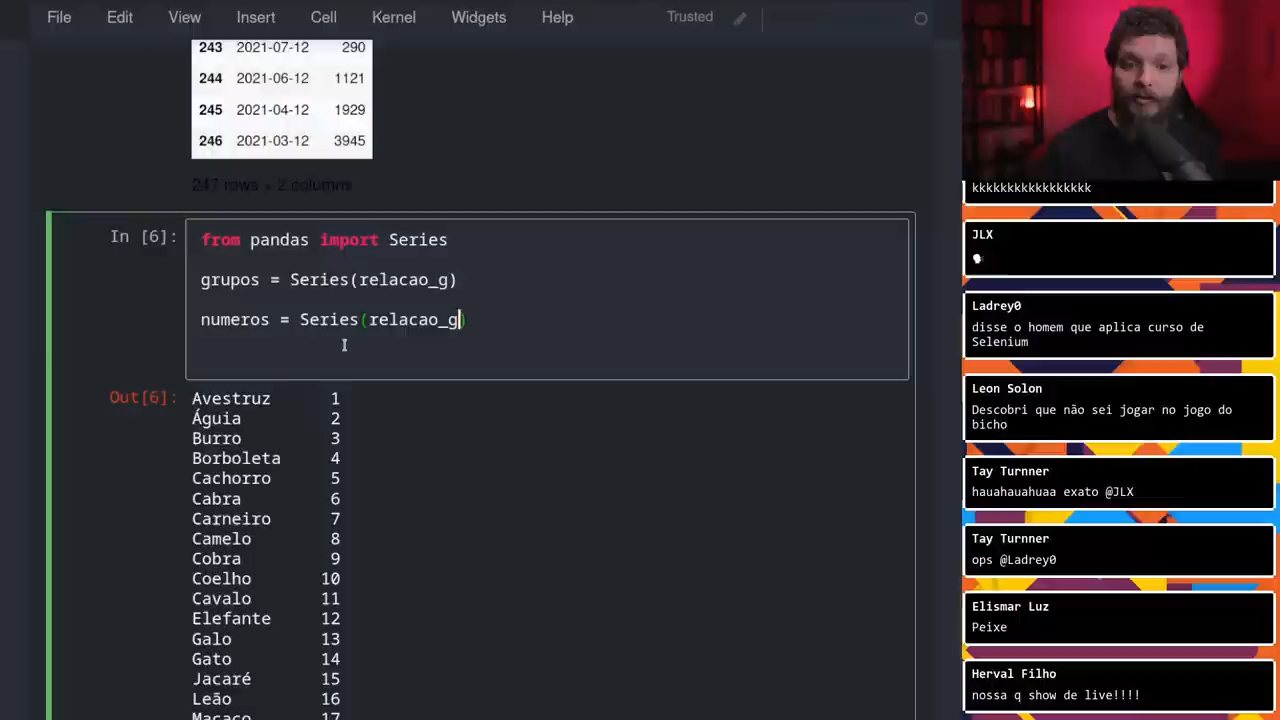 File Edit View Insert Cell Kernel Widgets Help Trusted
243 2021-07-12 290
244 2021-06-12 1121
245 2021-04-12 1929
246 2021-03-12 3945
247 rows × 2 columns
In [6]:
from pandas import Series
grupos = Series(relacao_g)
numeros = Series(relacao_g)
Out[6]:
Avestruz 1
Águia 2
Burro 3
Borboleta 4
Cachorro 5
Cabra 6
Carneiro 7
Camelo 8
Cobra 9
Coelho 10
Cavalo 11
Elefante 12
Galo 13
Gato 14
Jacaré 15
Leão 16
Macaco 17
kkkkkkkkkkkkkkkkk
JLX
Ladrey0
disse o homem que aplica curso de
Selenium
Leon Solon
Descobri que não sei jogar no jogo do
bicho
Tay Turnner
hauahauahuaa exato @JLX
Tay Turnner
ops @Ladrey0
Elismar Luz
Peixe
Herval Filho
nossa q show de live!!!!